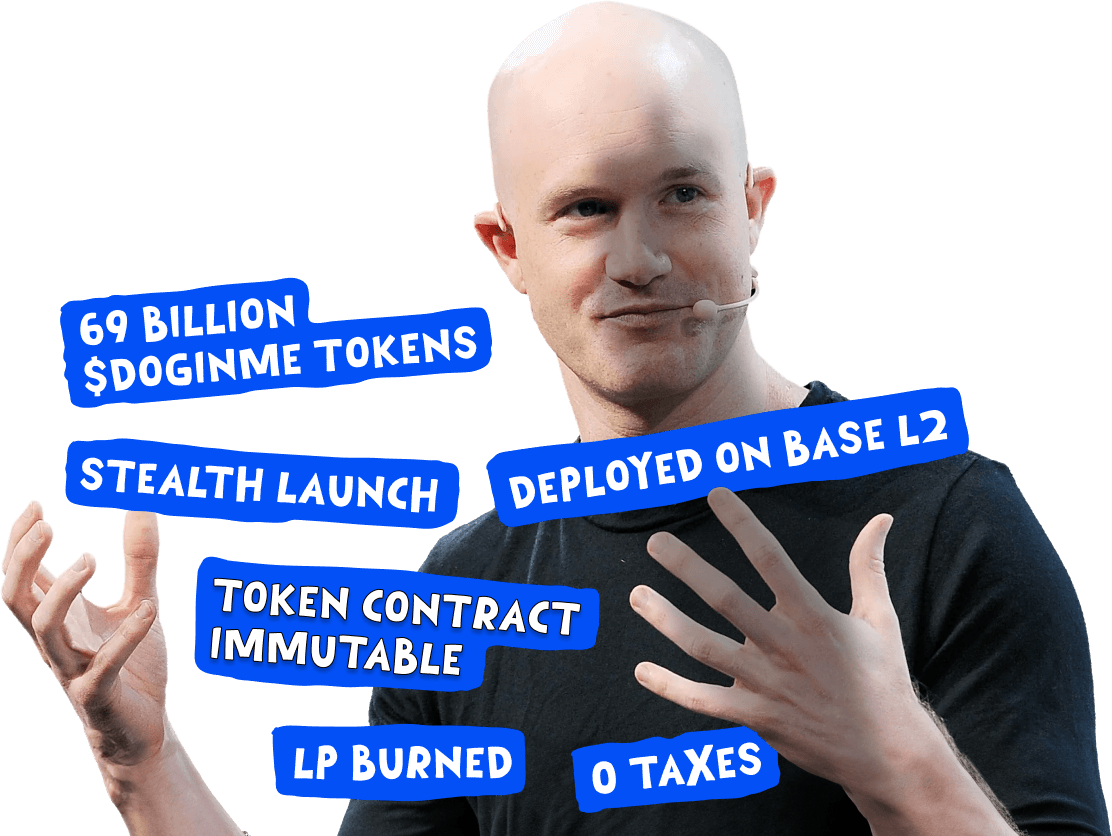 69 BILLION
$DOGINME TOKENS
STEALTH LAUNCH
DEPLOYED ON BASE L2
TOKEN CONTRACT
IMMUTABLE
LP BURNED
0 TAXES